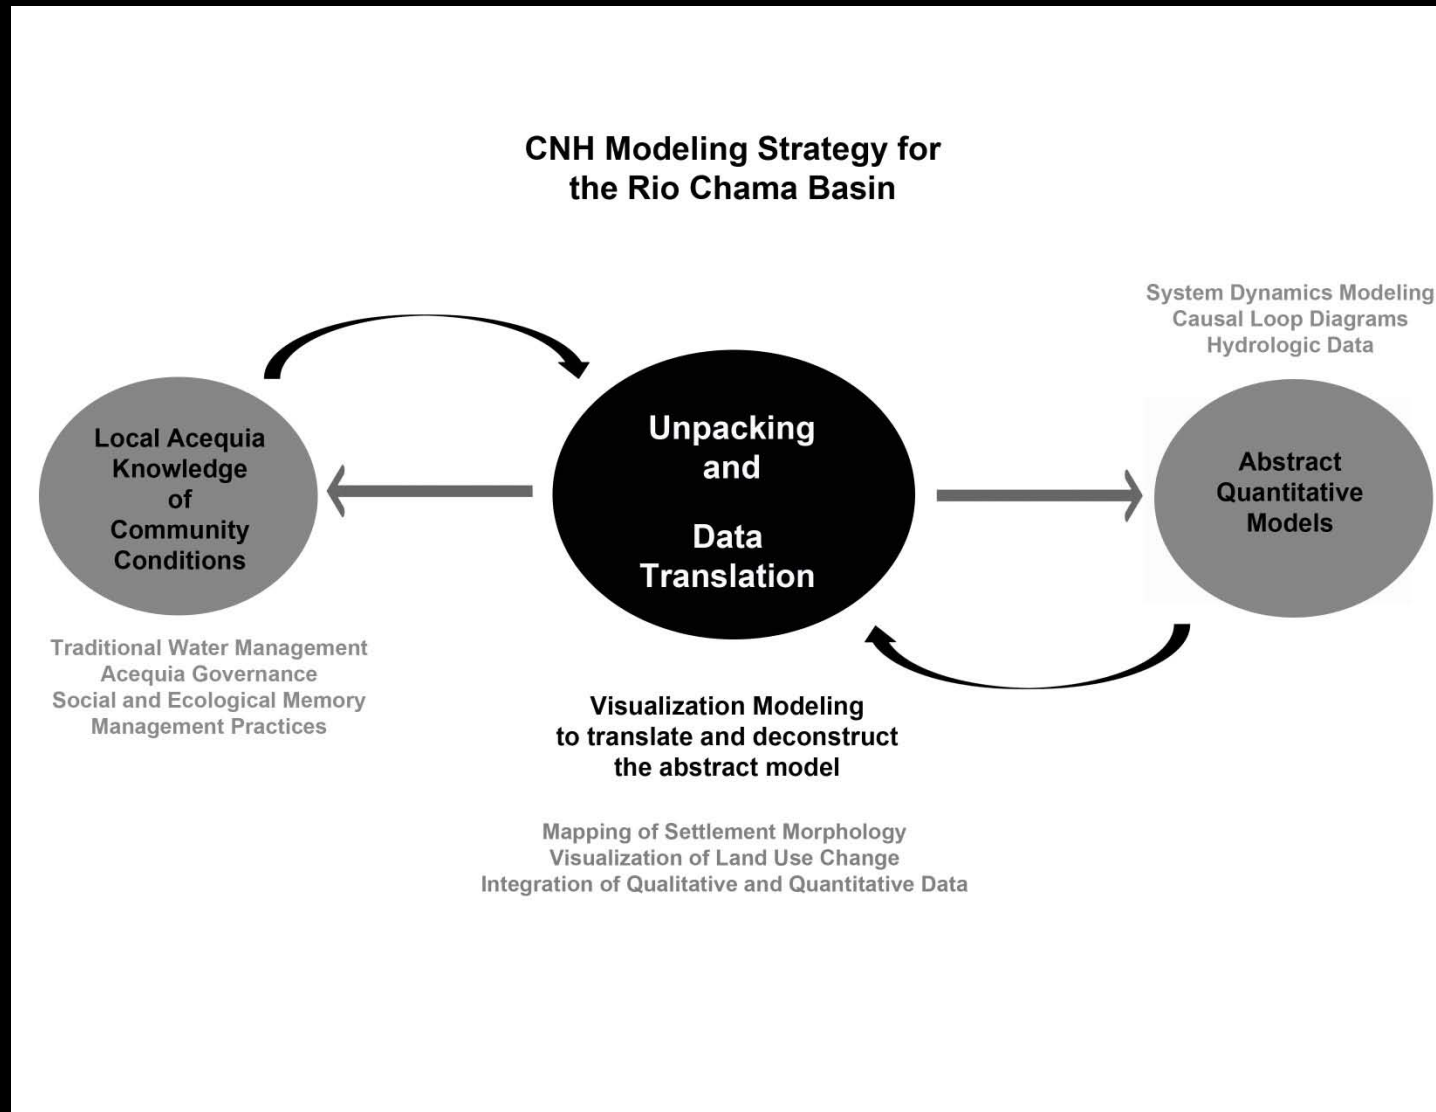 CNH Modeling Strategy for
the Rio Chama Basin
System Dynamics Modeling
Causal Loop Diagrams
Hydrologic Data
Local Acequia
Knowledge
of
Community
Conditions
Unpacking
and
Data
Translation
Abstract
Quantitative
Models
Traditional Water Management
Acequia Governance
Social and Ecological Memory
Management Practices
Visualization Modeling
to translate and deconstruct
the abstract model
Mapping of Settlement Morphology
Visualization of Land Use Change
Integration of Qualitative and Quantitative Data